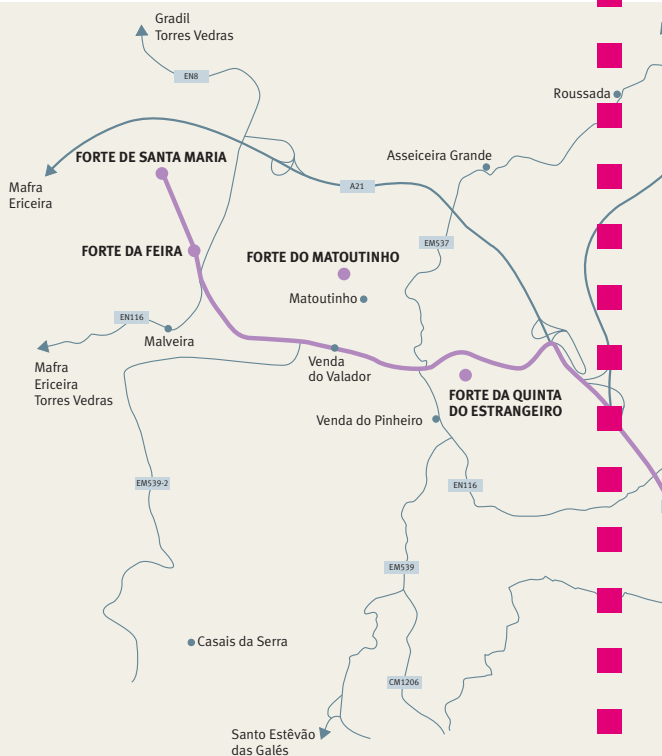 Gradil
Torres Vedras
EN8
Roussada
FORTE DE SANTA MARIA
Asseiceira Grande
A21
Mafra
Ericeira
FORTE DA FEIRA
EM537
FORTE DO MATOUTINHO
Matoutinho
EN116
Malveira
Mafra
Ericeira
Torres Vedras
Venda
do Valador
FORTE DA QUINTA
DO ESTRANGEIRO
Venda do Pinheiro
EM539-2
EN116
EM539
Casais da Serra
CM1206
Santo Estêvão
das Galés